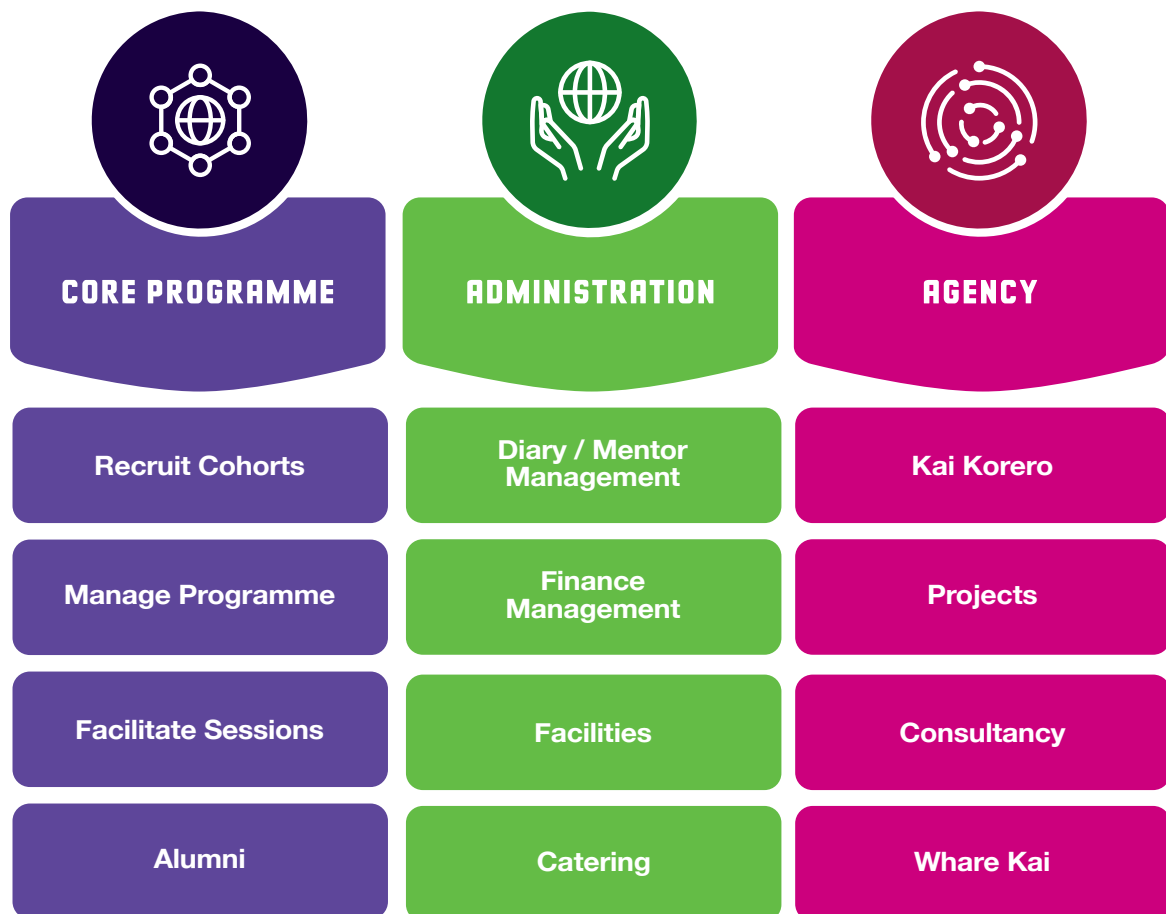 CORE PROGRAMME
ADMINISTRATION
AGENCY
Recruit Cohorts
Diary / Mentor
Management
Kai Korero
Manage Programme
Finance
Management
Projects
Facilitate Sessions
Facilities
Consultancy
Alumni
Catering
Whare Kai